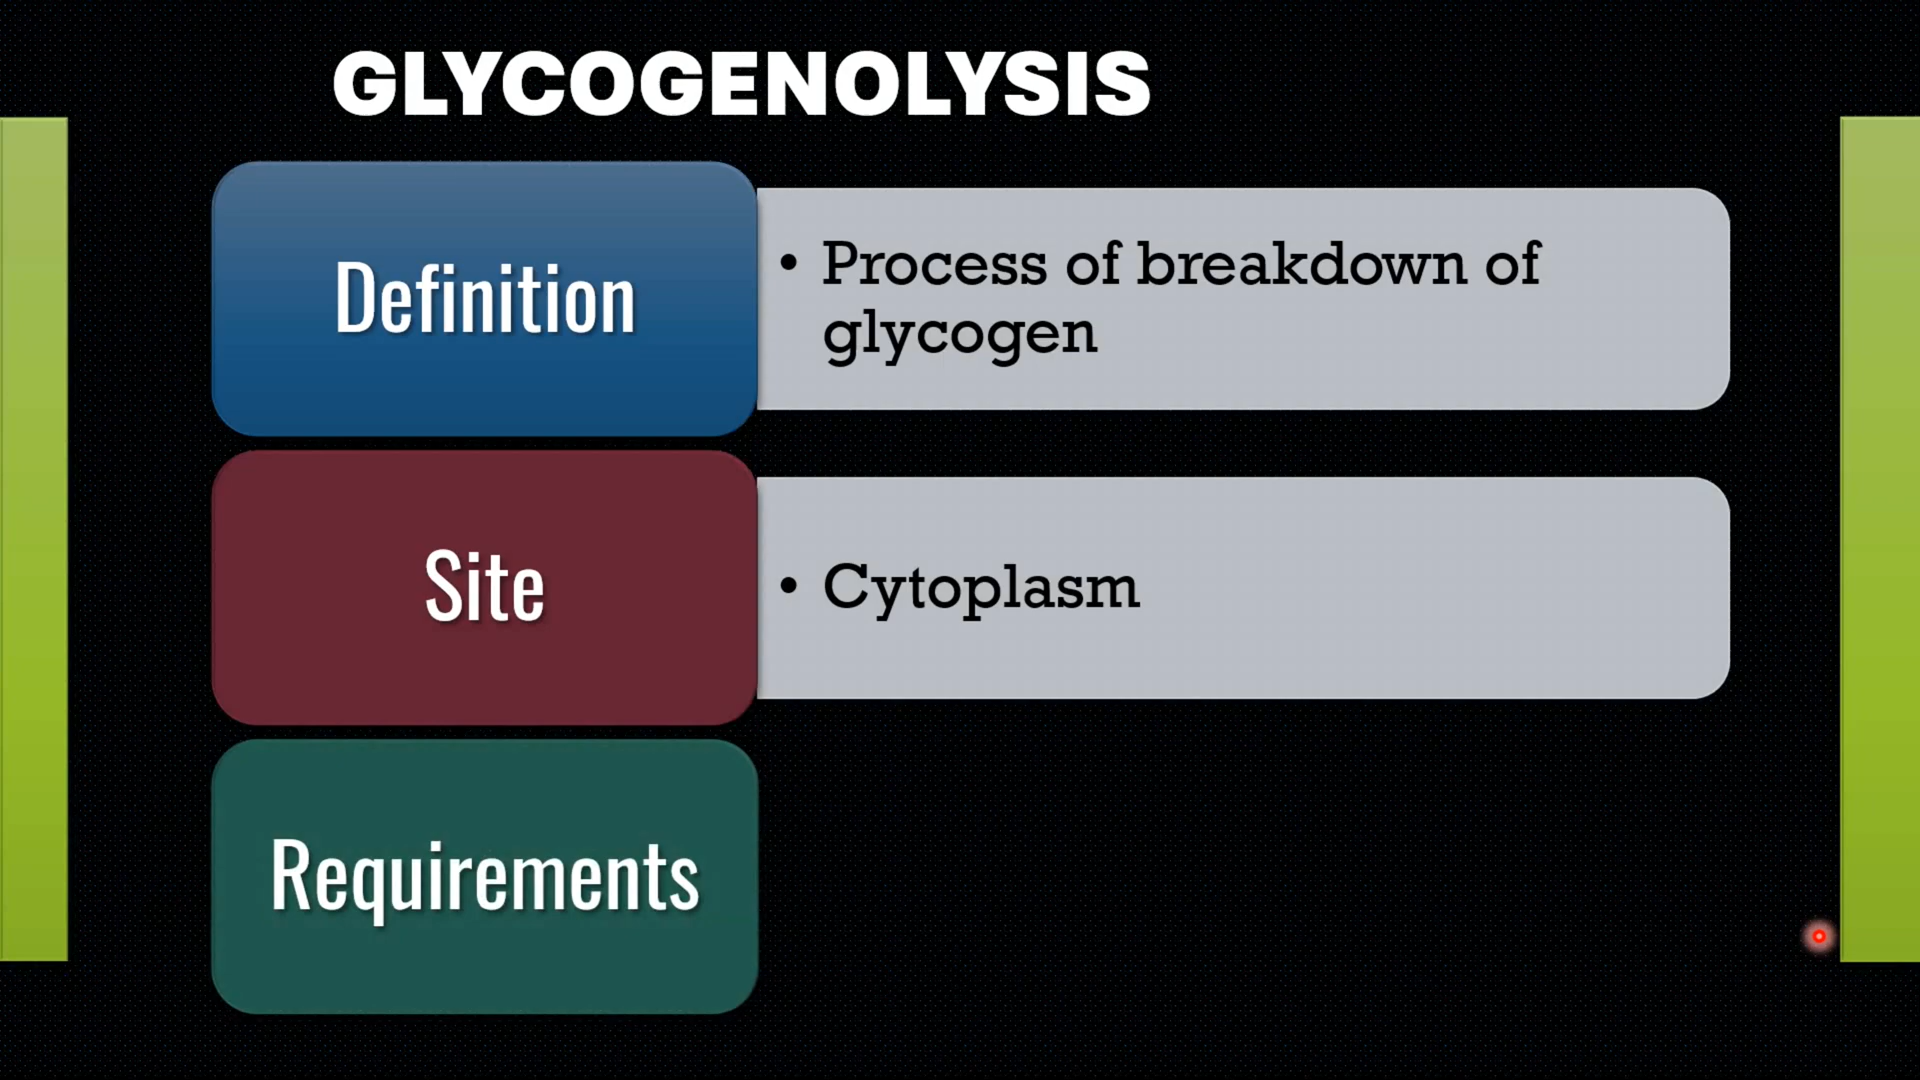 GLYCOGENOLYSIS
Definition
• Process of breakdown of
glycogen
Site
• Cytoplasm
Requirements